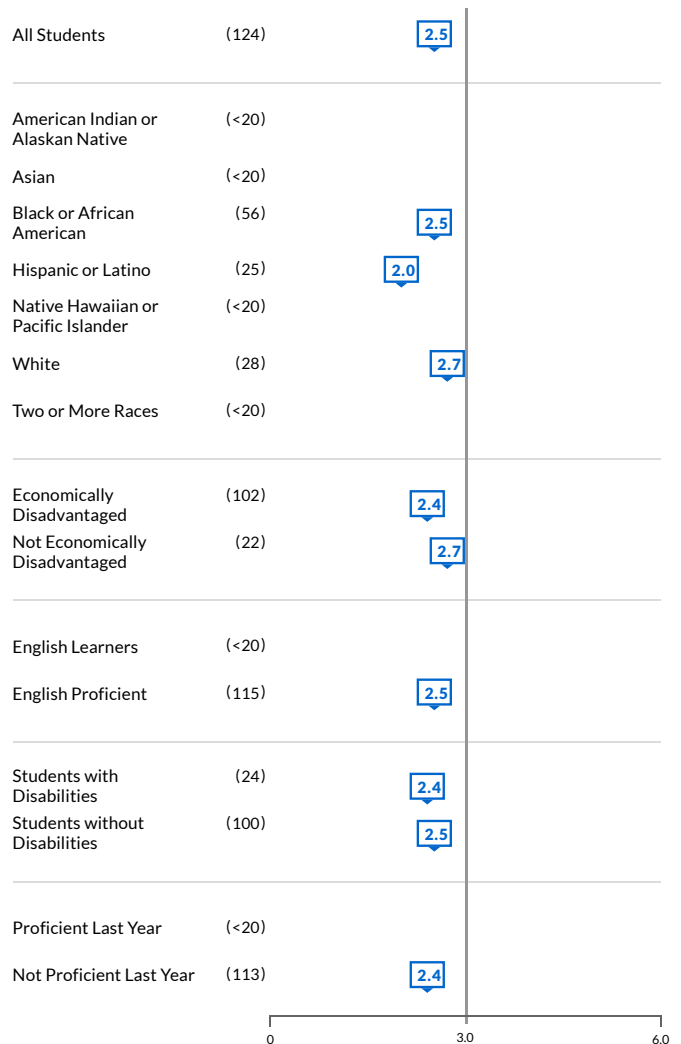 All Students (124) 2.5
American Indian or (<20)
Alaskan Native
Asian (<20)
Black or African (56) 2.5
American
Hispanic or Latino (25) 2.0
Native Hawaiian or (<20)
Pacific Islander
White (28) 2.7
Two or More Races (<20)
Economically (102) 2.4
Disadvantaged
Not Economically (22) 2.7
Disadvantaged
English Learners (<20)
English Proficient (115) 2.5
Students with (24) 2.4
Disabilities
Students without (100) 2.5
Disabilities
Proficient Last Year (<20)
Not Proficient Last Year (113) 2.4
0 3.0 6.0